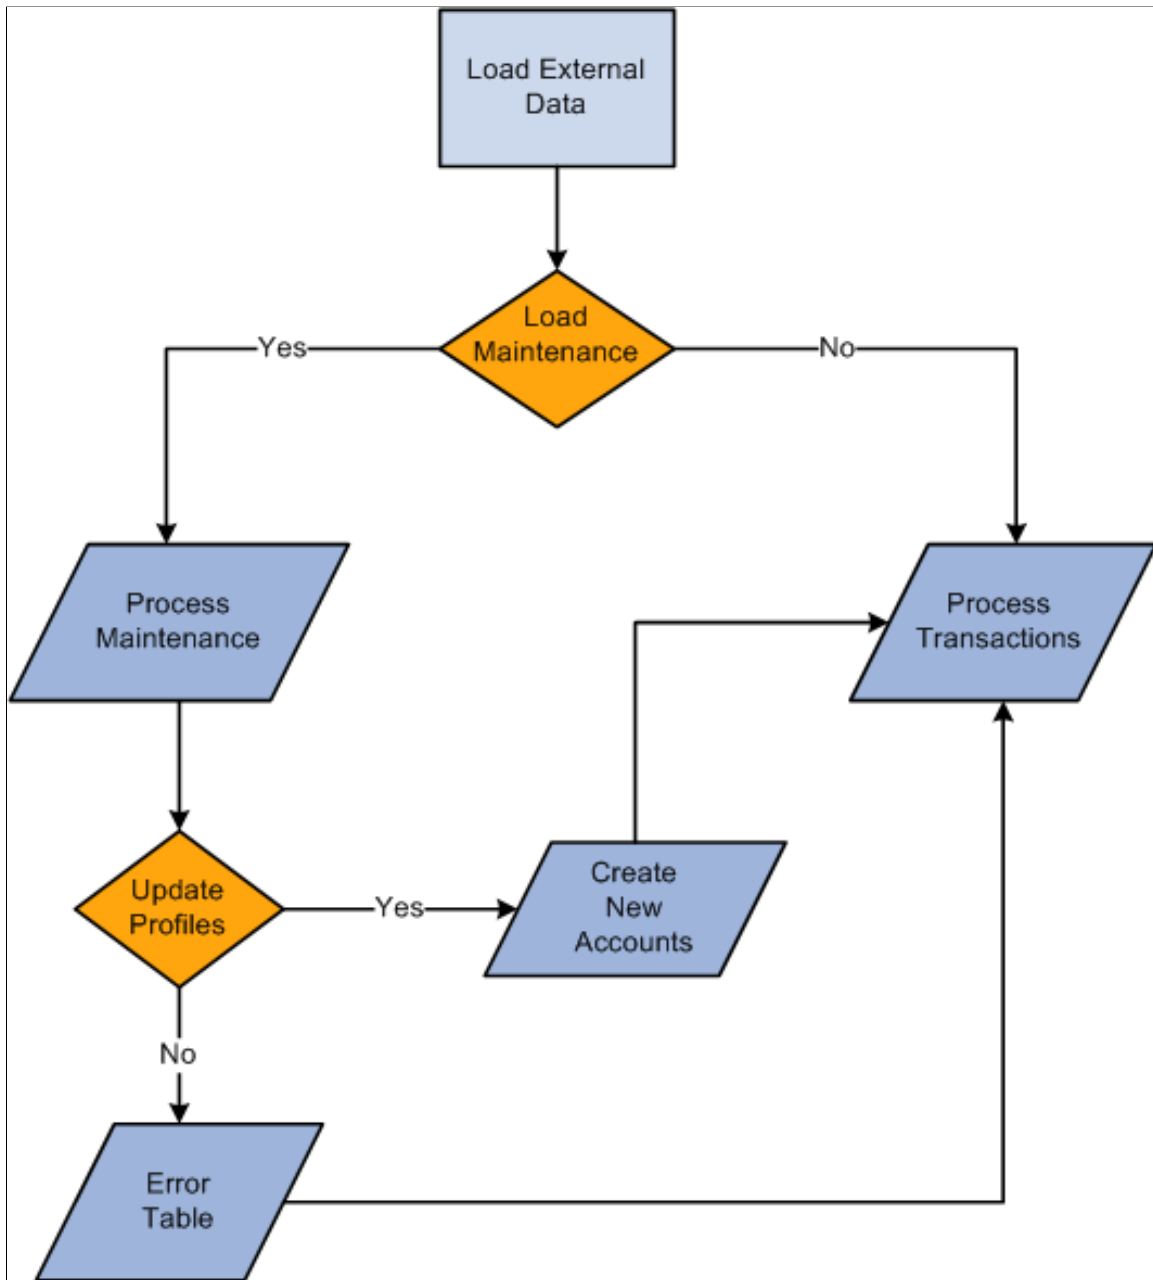 Load External
Data
Load
Maintenance
Yes
No
Process
Maintenance
Process
Transactions
Update
Profiles
Yes
Create
New
Accounts
No
Error
Table